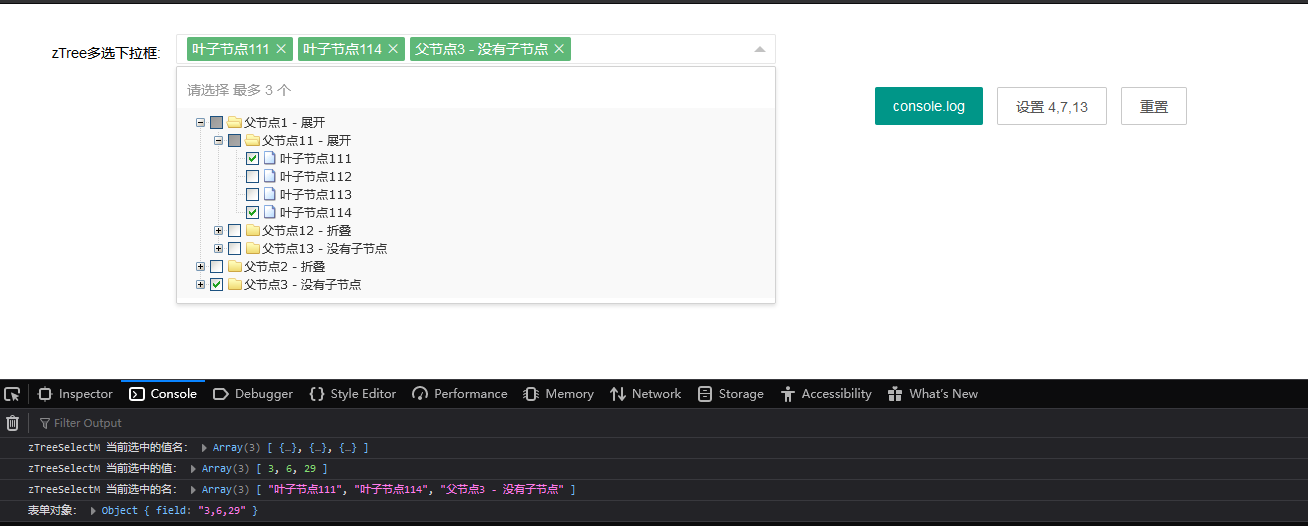 zTree多选下拉框: 叶子节点111 叶子节点114 父节点3 - 没有子节点
请选择 最多 3 个
console.log 设置 4,7,13 重置
父节点1 - 展开
父节点11 - 展开
叶子节点111
叶子节点112
叶子节点113
叶子节点114
父节点12 - 折叠
父节点13 - 没有子节点
父节点2 - 折叠
父节点3 - 没有子节点
Inspector Console Debugger {} Style Editor Performance Memory Network Storage Accessibility What's New
Filter Output
zTreeSelectM 当前选中的值名: Array(3) [ {…}, {…}, {…} ]
zTreeSelectM 当前选中的值: Array(3) [ 3, 6, 29 ]
zTreeSelectM 当前选中的名: Array(3) [ "叶子节点111", "叶子节点114", "父节点3 - 没有子节点" ]
表单对象: Object { field: "3,6,29" }